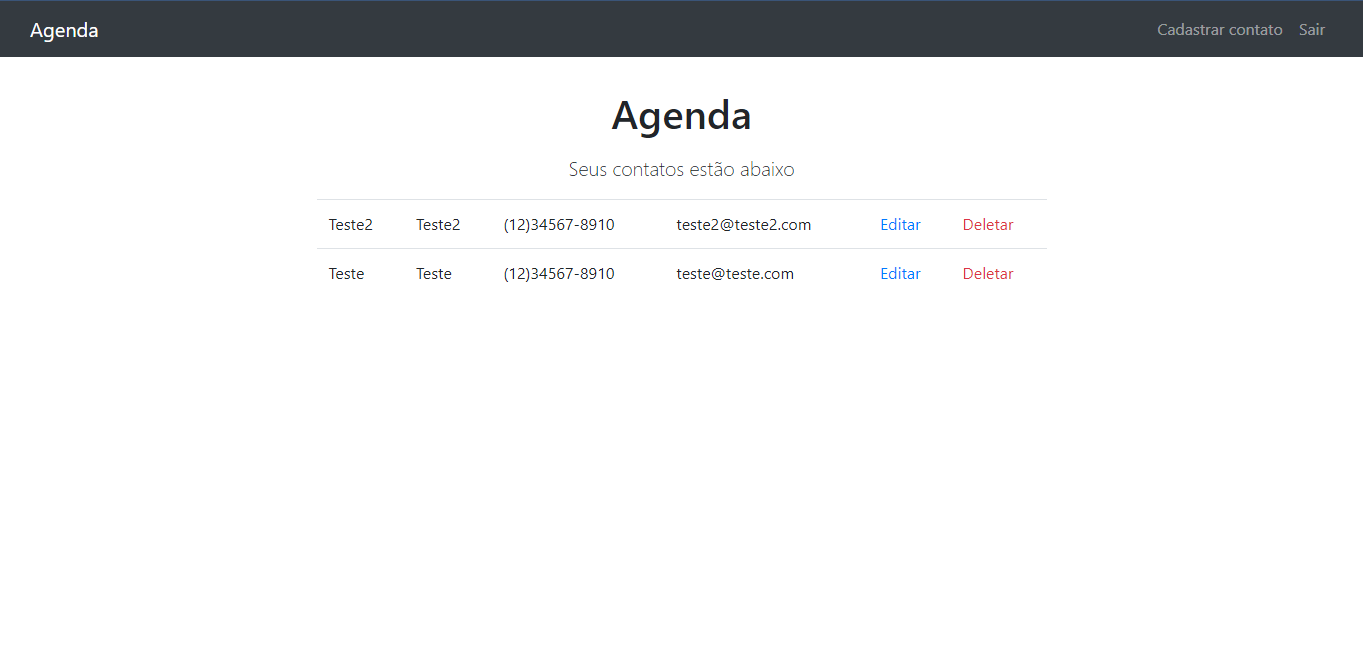 Agenda Cadastrar contato Sair
Agenda
Seus contatos estão abaixo
Teste2 Teste2 (12)34567-8910 teste2@teste2.com Editar Deletar
Teste Teste (12)34567-8910 teste@teste.com Editar Deletar